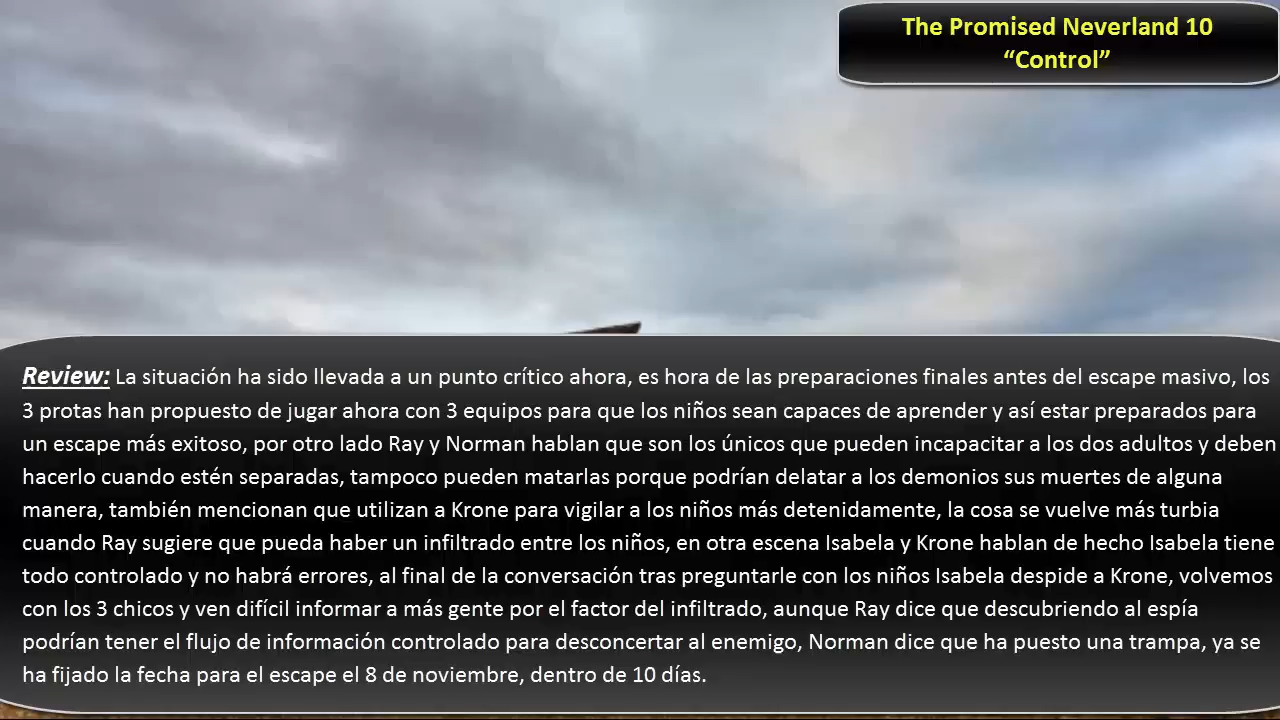 The Promised Neverland 10
“Control”
Review: La situación ha sido llevada a un punto crítico ahora, es hora de las preparaciones finales antes del escape masivo, los
3 protas han propuesto de jugar ahora con 3 equipos para que los niños sean capaces de aprender y así estar preparados para
un escape más exitoso, por otro lado Ray y Norman hablan que son los únicos que pueden incapacitar a los dos adultos y deben
hacerlo cuando estén separadas, tampoco pueden matarlas porque podrían delatar a los demonios sus muertes de alguna
manera, también mencionan que utilizan a Krone para vigilar a los niños más detenidamente, la cosa se vuelve más turbia
cuando Ray sugiere que pueda haber un infiltrado entre los niños, en otra escena Isabela y Krone hablan de hecho Isabela tiene
todo controlado y no habrá errores, al final de la conversación tras preguntarle con los niños Isabela despide a Krone, volvemos
con los 3 chicos y ven difícil informar a más gente por el factor del infiltrado, aunque Ray dice que descubriendo al espía
podrían tener el flujo de información controlado para desconcertar al enemigo, Norman dice que ha puesto una trampa, ya se
ha fijado la fecha para el escape el 8 de noviembre, dentro de 10 días.